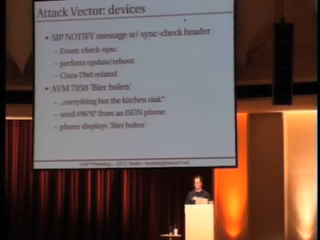 Attack Vector: devices
• SIP NOTIFY message w/ sync-check header
– Event: check-sync
– perform update/reboot
– Cisco 79x0 related
• AVM 7050 'Bier holen'
– „everything but the kitchen sink“
– send #96*6* from an ISDN phone
– phone displays 'Bier holen'